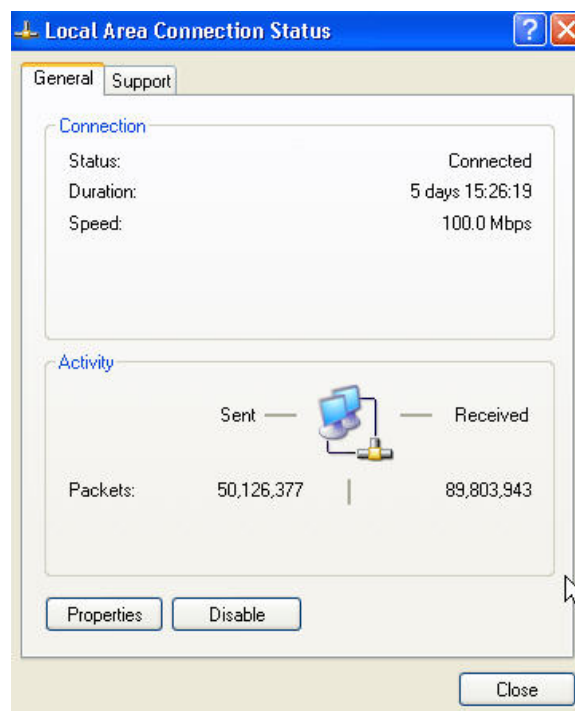 Local Area Connection Status
General Support
Connection
Status: Connected
Duration: 5 days 15:26:19
Speed: 100.0 Mbps
Activity
Sent Received
Packets: 50,126,377 89,803,943
Properties Disable
Close